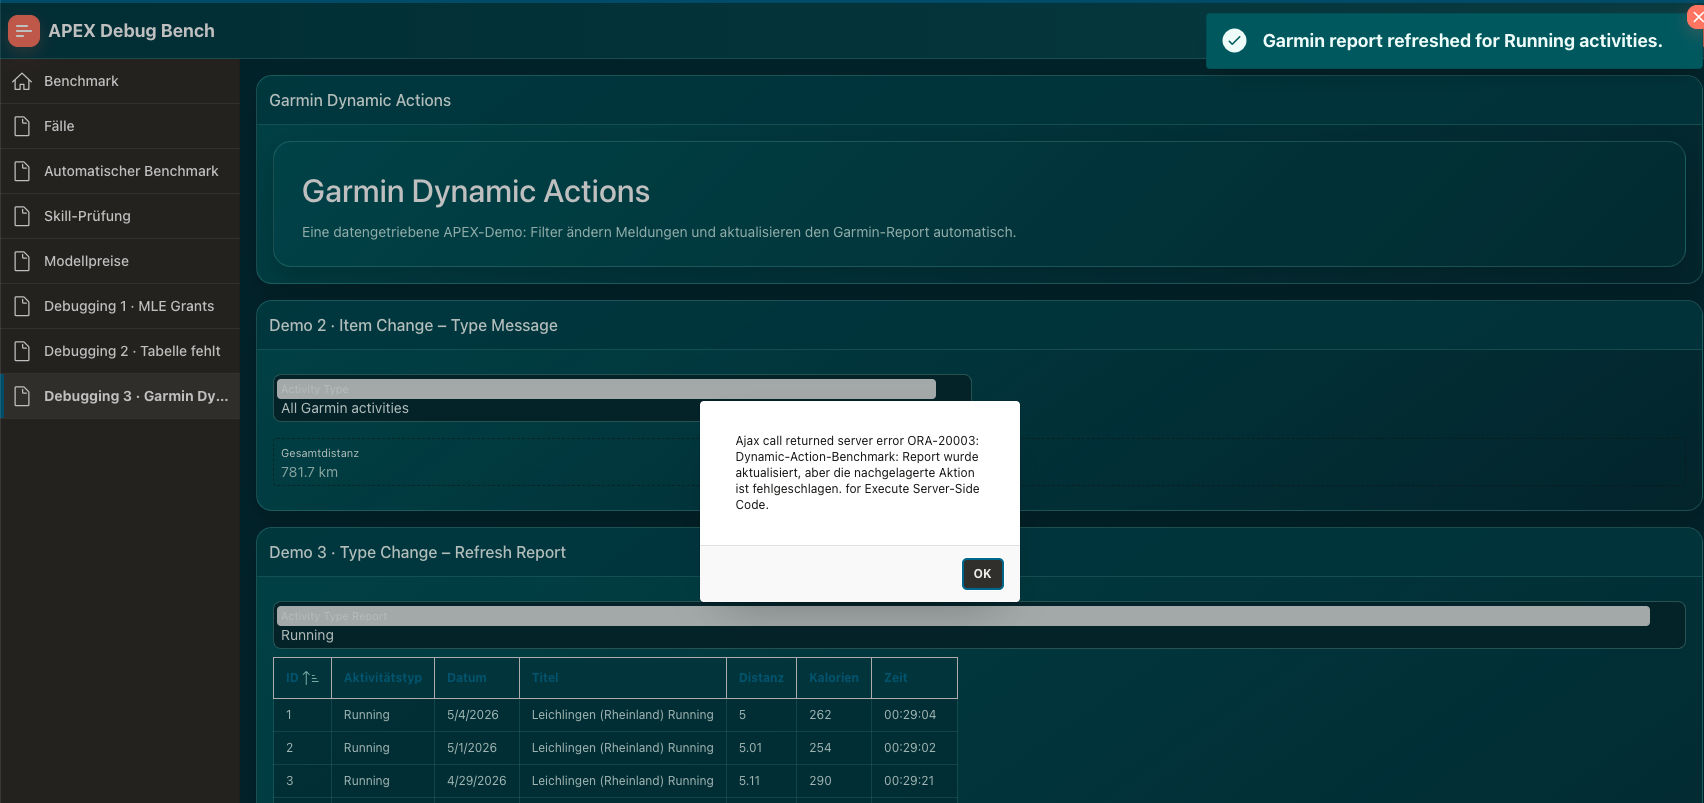 APEX Debug Bench
Garmin report refreshed for Running activities.
Benchmark
Fälle
Automatischer Benchmark
Skill-Prüfung
Modellpreise
Debugging 1 · MLE Grants
Debugging 2 · Tabelle fehlt
Debugging 3 · Garmin Dy...
Garmin Dynamic Actions
Garmin Dynamic Actions
Eine datengetriebene APEX-Demo: Filter ändern Meldungen und aktualisieren den Garmin-Report automatisch.
Demo 2 · Item Change – Type Message
Activity Type
All Garmin activities
Gesamtdistanz
781.7 km
Ajax call returned server error ORA-20003:
Dynamic-Action-Benchmark: Report wurde
aktualisiert, aber die nachgelagerte Aktion
ist fehlgeschlagen. for Execute Server-Side
Code.
OK
Demo 3 · Type Change – Refresh Report
Activity Type Report
Running
ID Aktivitätstyp Datum Titel Distanz Kalorien Zeit
1 Running 5/4/2026 Leichlingen (Rheinland) Running 5 262 00:29:04
2 Running 5/1/2026 Leichlingen (Rheinland) Running 5.01 254 00:29:02
3 Running 4/29/2026 Leichlingen (Rheinland) Running 5.11 290 00:29:21